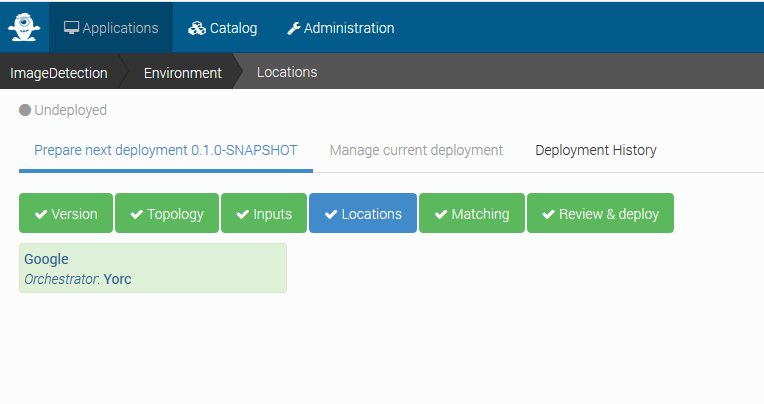 Applications Catalog Administration
ImageDetection Environment Locations
Undeployed
Prepare next deployment 0.1.0-SNAPSHOT Manage current deployment Deployment History
Version Topology Inputs Locations Matching Review & deploy
Google
Orchestrator: Yorc